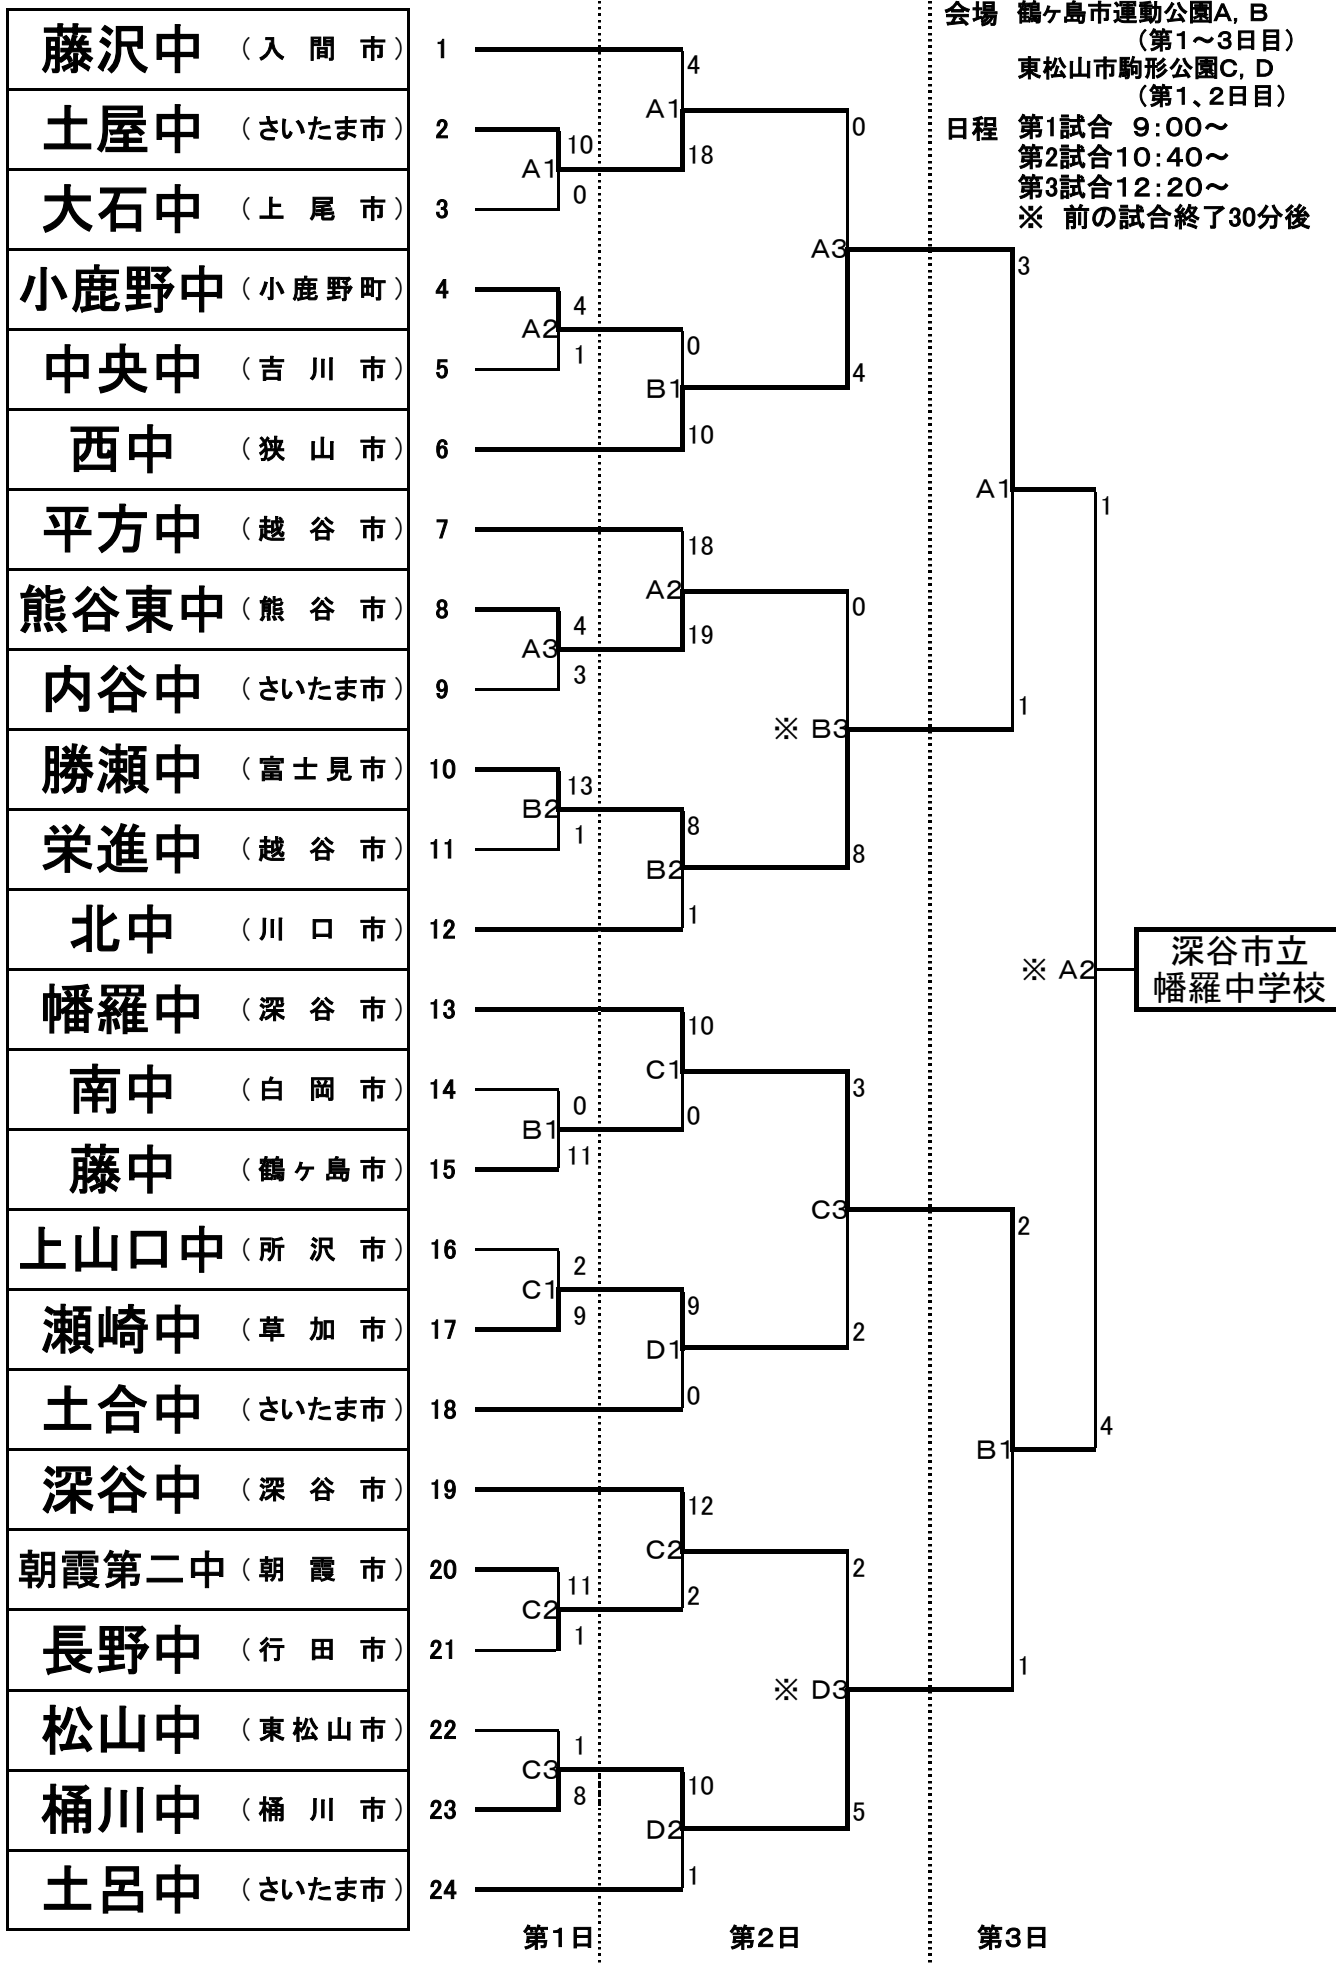 会場 鶴ヶ島市運動公園A, B
(第1～3日目)
東松山市駒形公園C, D
(第1、2日目)
日程 第1試合 9:00～
第2試合10:40～
第3試合12:20～
※ 前の試合終了30分後
藤沢中 (入間市) 1
土屋中 (さいたま市) 2
大石中 (上尾市) 3
小鹿野中 (小鹿野町) 4
中央中 (吉川市) 5
西中 (狭山市) 6
平方中 (越谷市) 7
熊谷東中 (熊谷市) 8
内谷中 (さいたま市) 9
勝瀬中 (富士見市) 10
栄進中 (越谷市) 11
北中 (川口市) 12
幡羅中 (深谷市) 13
南中 (白岡市) 14
藤中 (鶴ヶ島市) 15
上山口中 (所沢市) 16
瀬崎中 (草加市) 17
土合中 (さいたま市) 18
深谷中 (深谷市) 19
朝霞第二中 (朝霞市) 20
長野中 (行田市) 21
松山中 (東松山市) 22
桶川中 (桶川市) 23
土呂中 (さいたま市) 24
A1 10 0
A2 4 1
A3 4 3
B2 13 1
B1 0 11
C1 2 9
C2 11 1
C3 1 8
A1 4 18
B1 0 10
A2 18 19
B2 8 1
C1 10 0
D1 9 0
C2 12 2
D2 10 1
A3 0 4
※ B3 0 8
C3 3 2
※ D3 2 5
A1 3 1
B1 2 1
※ A2 1 4
深谷市立
幡羅中学校
第1日 第2日 第3日